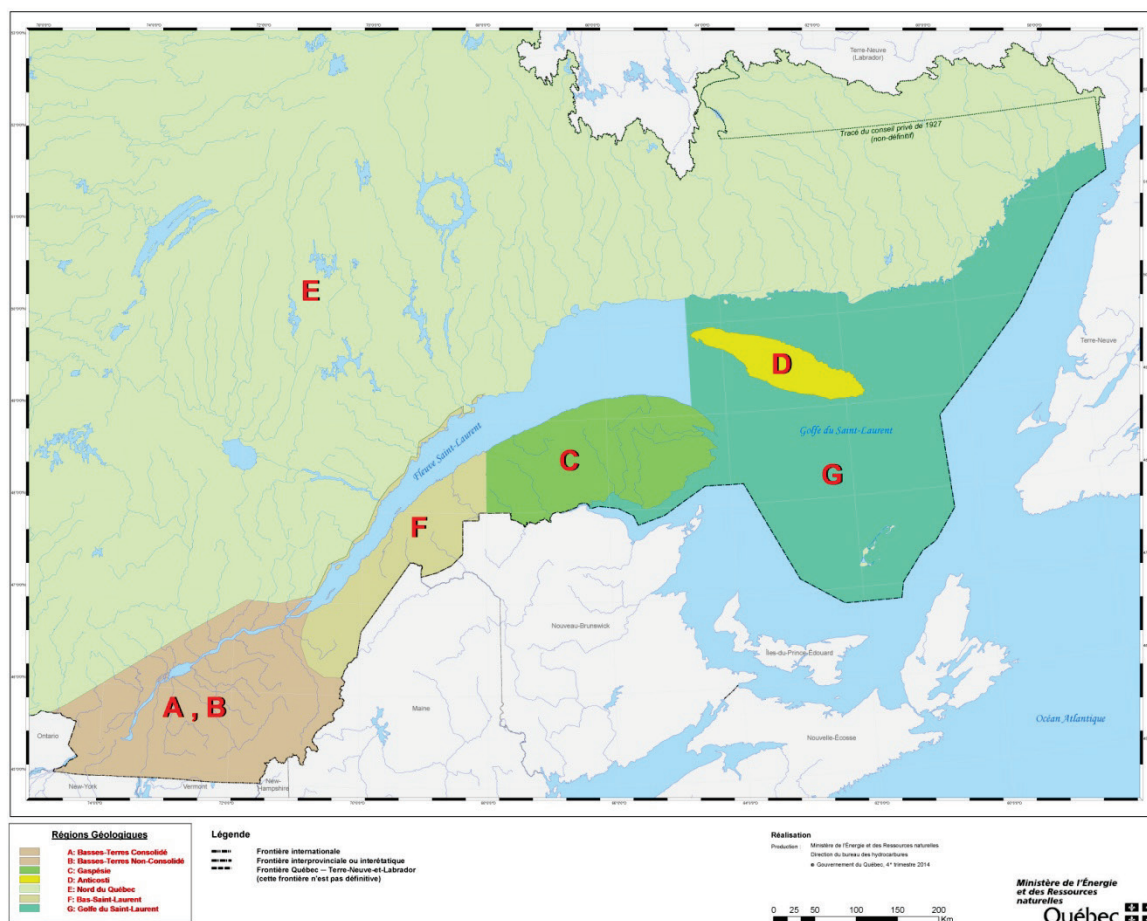 Terre-Neuve
(Labrador)
Tracé du conseil privé de 1927
(non-définitif)
E
Terre-Neuve
D
Fleuve Saint-Laurent
Golfe du Saint-Laurent
C
G
F
Nouveau-Brunswick
Îles-du-Prince-Édouard
A , B
Maine
Océan Atlantique
Ontario
Nouvelle-Écosse
New-York
Vermont
New-
Hampshire
Régions Géologiques
A: Basses-Terres Consolidé
B: Basses-Terres Non-Consolidé
C: Gaspésie
D: Anticosti
E: Nord du Québec
F: Bas-Saint-Laurent
G: Golfe du Saint-Laurent
Légende
Frontière internationale
Frontière interprovinciale ou interétatique
Frontière Québec — Terre-Neuve-et-Labrador
(cette frontière n'est pas définitive)
Réalisation
Production : Ministère de l'Énergie et des Ressources naturelles
Direction du bureau des hydrocarbures
Gouvernement du Québec, 4e trimestre 2014
0 25 50 100 150 200
Km
Ministère de l'Énergie
et des Ressources
naturelles
Québec